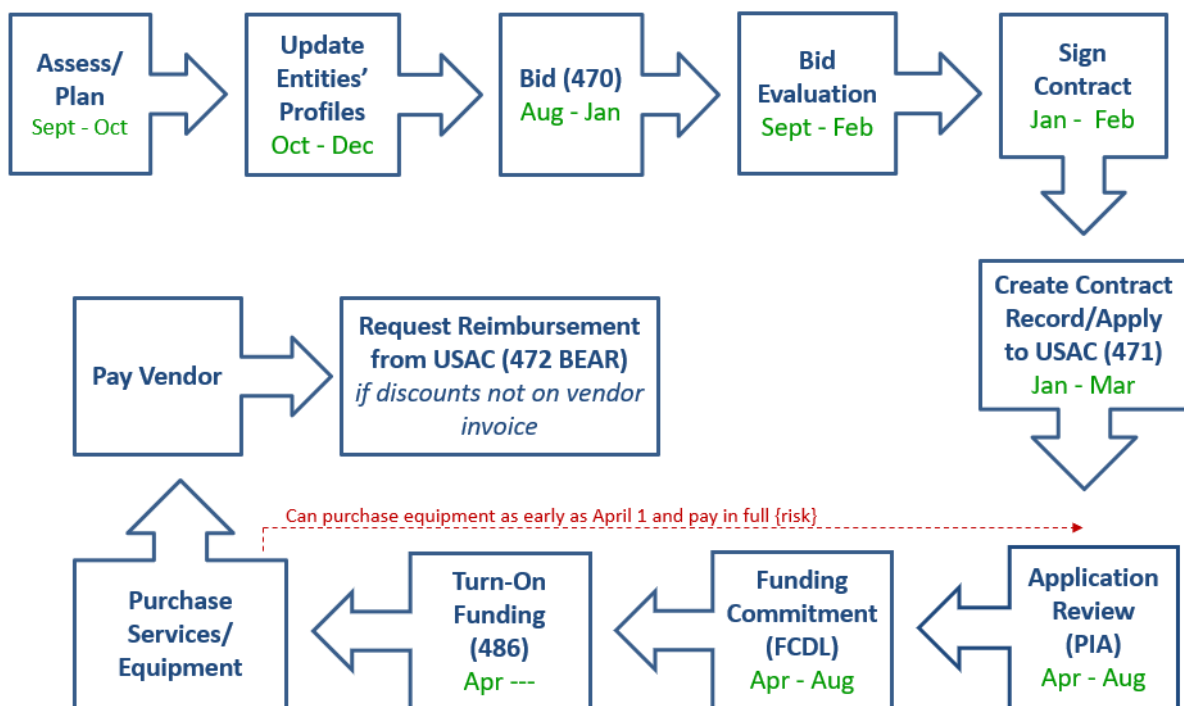 Assess/
Plan
Sept - Oct
Update
Entities’
Profiles
Oct - Dec
Bid (470)
Aug - Jan
Bid
Evaluation
Sept - Feb
Sign
Contract
Jan - Feb
Create Contract
Record/Apply
to USAC (471)
Jan - Mar
Application
Review
(PIA)
Apr - Aug
Funding
Commitment
(FCDL)
Apr - Aug
Turn-On
Funding
(486)
Apr ---
Purchase
Services/
Equipment
Can purchase equipment as early as April 1 and pay in full {risk}
Pay Vendor
Request Reimbursement
from USAC (472 BEAR)
if discounts not on vendor
invoice